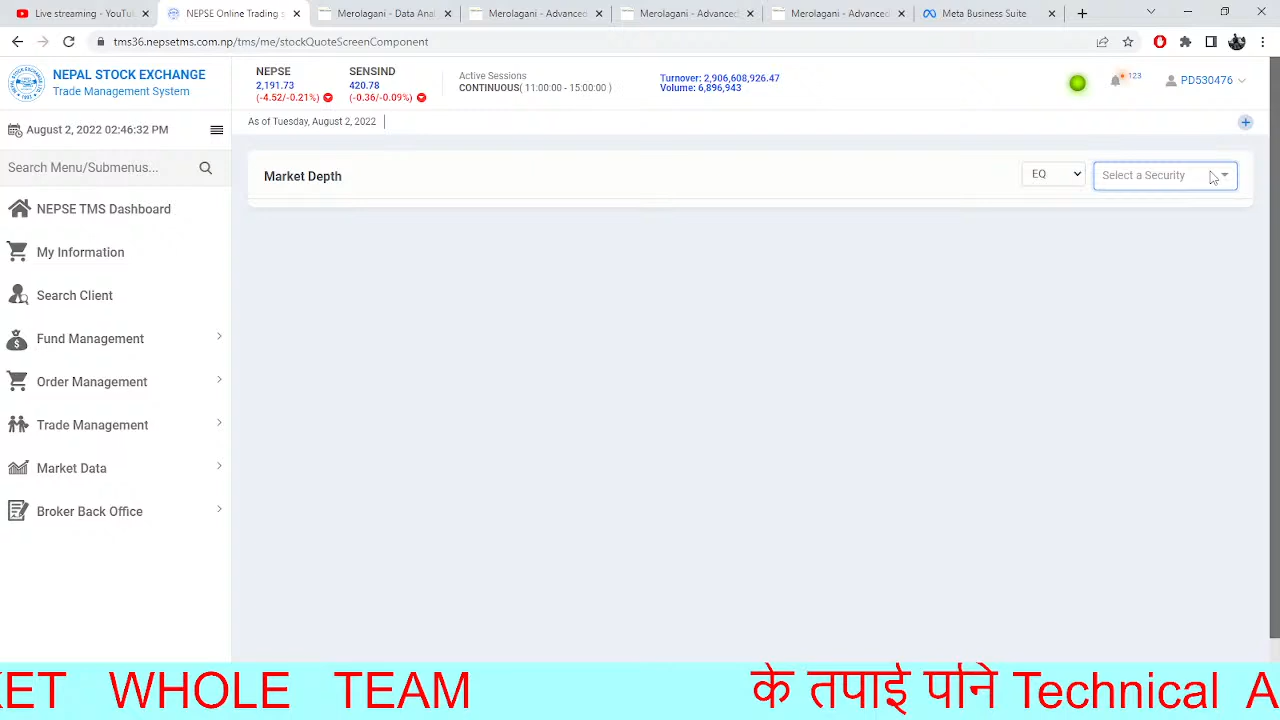 Live streaming - YouTu
NEPSE Online Trading s
Merolagani - Data Anal
Merolagani - Advanced
Merolagani - Advanced
Merolagani - Advanced
Meta Business Suite
tms36.nepsetms.com.np/tms/me/stockQuoteScreenComponent
NEPAL STOCK EXCHANGE
Trade Management System
NEPSE
2,191.73
(-4.52/-0.21%)
SENSIND
420.78
(-0.36/-0.09%)
Active Sessions
CONTINUOUS( 11:00:00 - 15:00:00 )
Turnover: 2,906,608,926.47
Volume: 6,896,943
123
PD530476
August 2, 2022 02:46:32 PM
As of Tuesday, August 2, 2022
Search Menu/Submenus...
Market Depth
EQ
Select a Security
NEPSE TMS Dashboard
My Information
Search Client
Fund Management
Order Management
Trade Management
Market Data
Broker Back Office
KET WHOLE TEAM के तपाई पनि Technical A